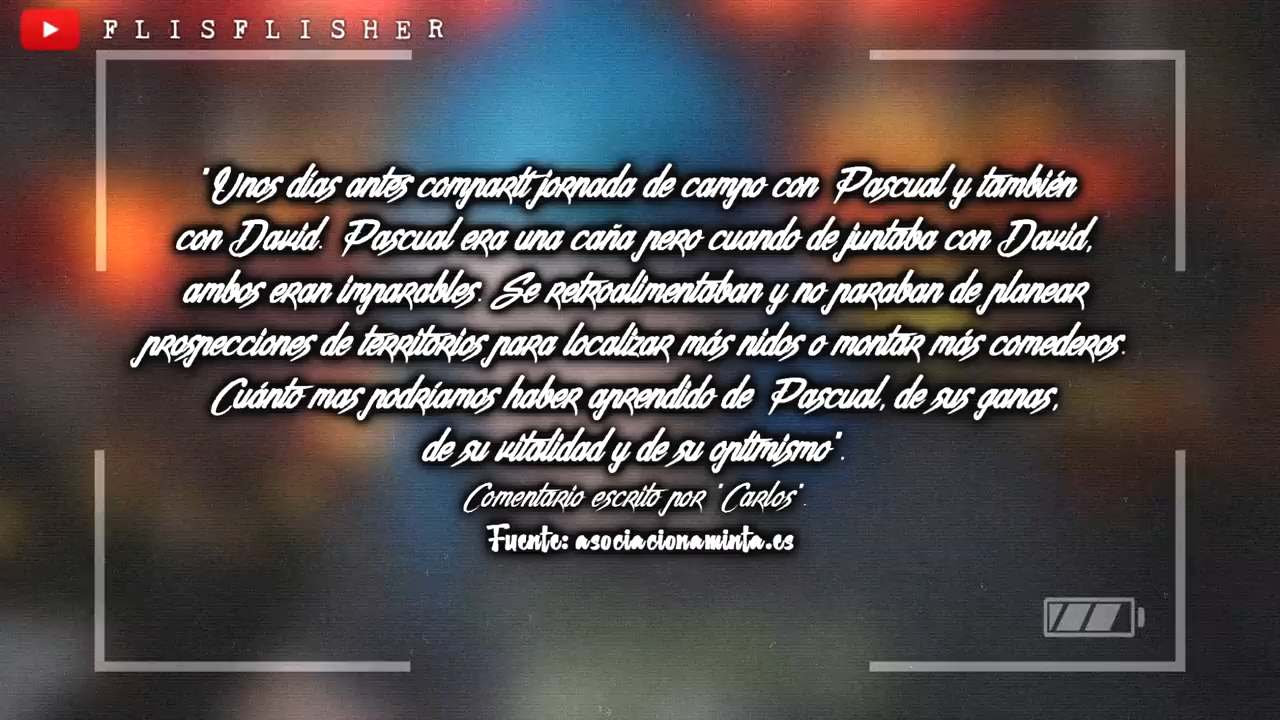 FLISFLISHER
"Unos días antes compartí jornada de campo con Pascual y también
con David. Pascual era una caña pero cuando de juntaba con David,
ambos eran imparables. Se retroalimentaban y no paraban de planear
prospecciones de territorios para localizar más nidos o montar más comederos.
Cuánto mas podríamos haber aprendido de Pascual, de sus ganas,
de su vitalidad y de su optimismo".
Comentario escrito por "Carlos".
Fuente: asociacionaminta.es